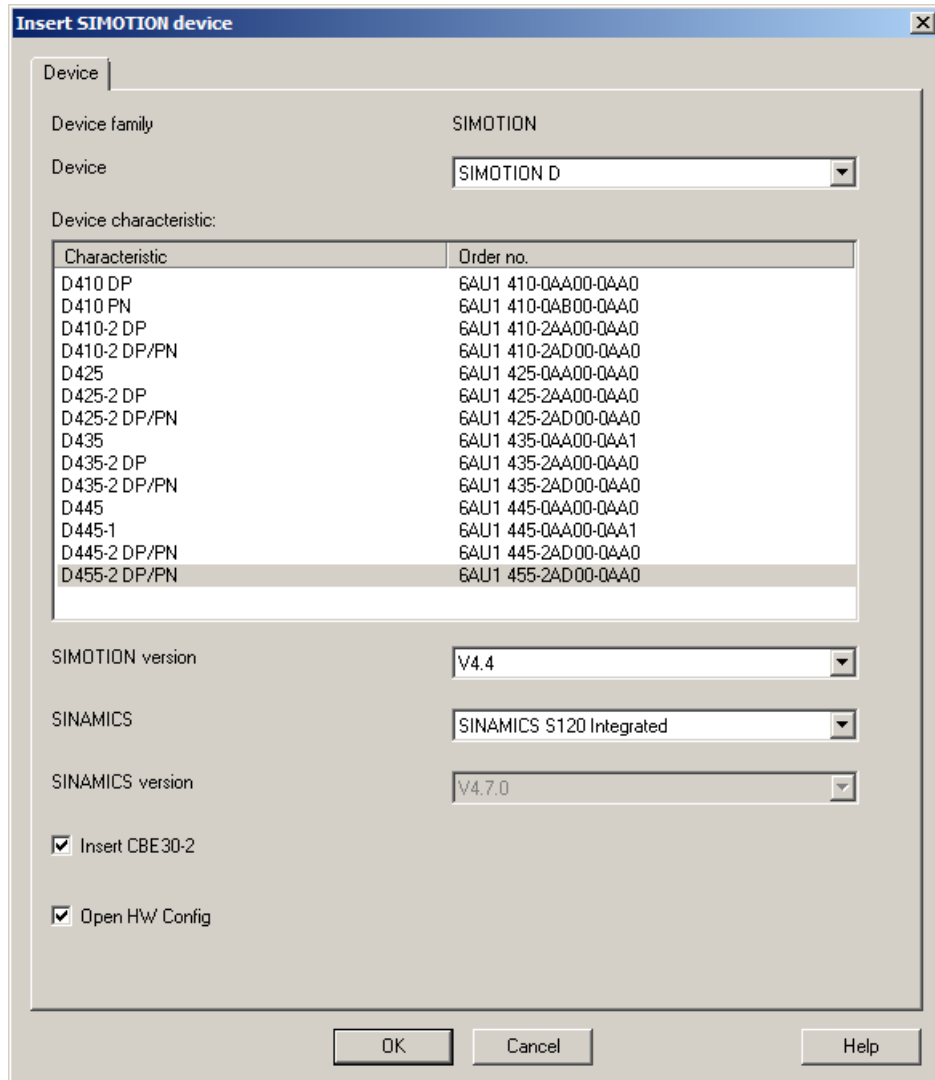 Insert SIMOTION device
Device
Device family SIMOTION
Device SIMOTION D
Device characteristic:
Characteristic Order no.
D410 DP 6AU1 410-0AA00-0AA0
D410 PN 6AU1 410-0AB00-0AA0
D410-2 DP 6AU1 410-2AA00-0AA0
D410-2 DP/PN 6AU1 410-2AD00-0AA0
D425 6AU1 425-0AA00-0AA0
D425-2 DP 6AU1 425-2AA00-0AA0
D425-2 DP/PN 6AU1 425-2AD00-0AA0
D435 6AU1 435-0AA00-0AA1
D435-2 DP 6AU1 435-2AA00-0AA0
D435-2 DP/PN 6AU1 435-2AD00-0AA0
D445 6AU1 445-0AA00-0AA0
D445-1 6AU1 445-0AA00-0AA1
D445-2 DP/PN 6AU1 445-2AD00-0AA0
D455-2 DP/PN 6AU1 455-2AD00-0AA0
SIMOTION version V4.4
SINAMICS SINAMICS S120 Integrated
SINAMICS version V4.7.0
Insert CBE30-2
Open HW Config
OK Cancel Help